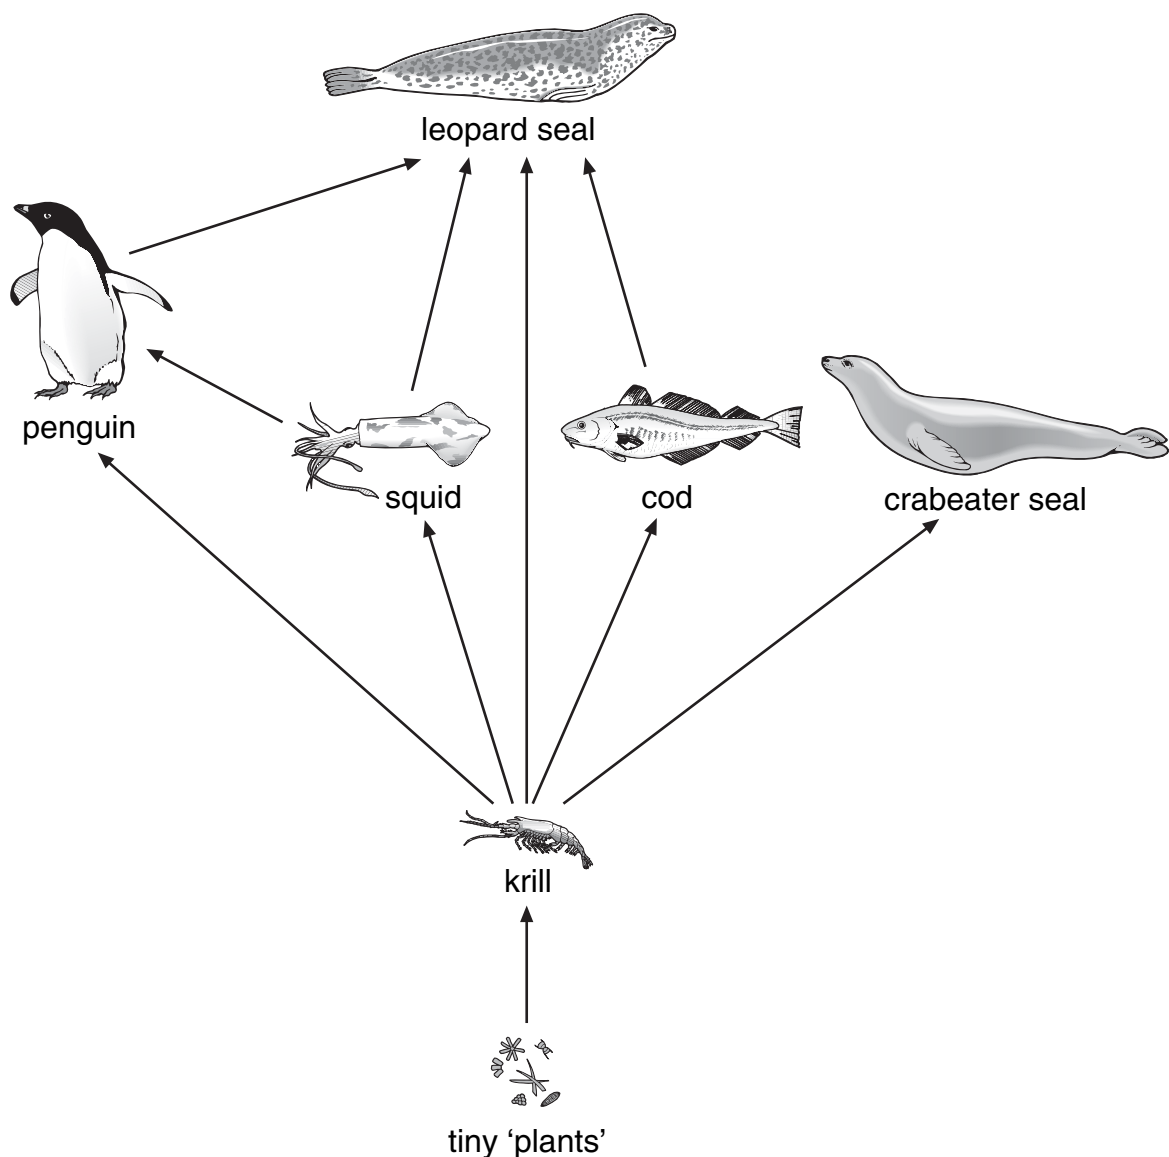 leopard seal
penguin
squid
cod
crabeater seal
krill
tiny ‘plants’